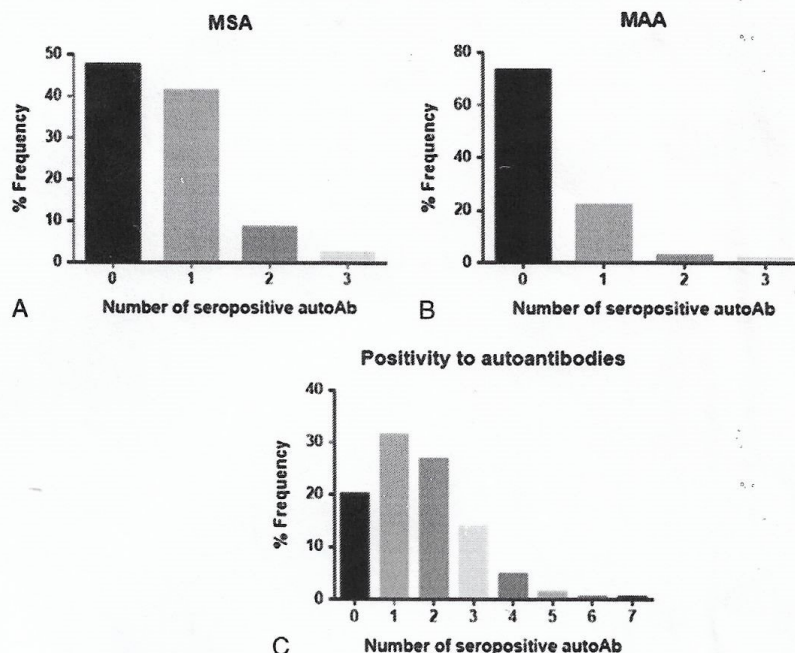 MSA
50
40
30
20
10
0
% Frequency
0 1 2 3
Number of seropositive autoAb
A
MAA
80
60
40
20
0
% Frequency
0 1 2 3
Number of seropositive autoAb
B
Positivity to autoantibodies
40
30
20
10
0
% Frequency
0 1 2 3 4 5 6 7
Number of seropositive autoAb
C